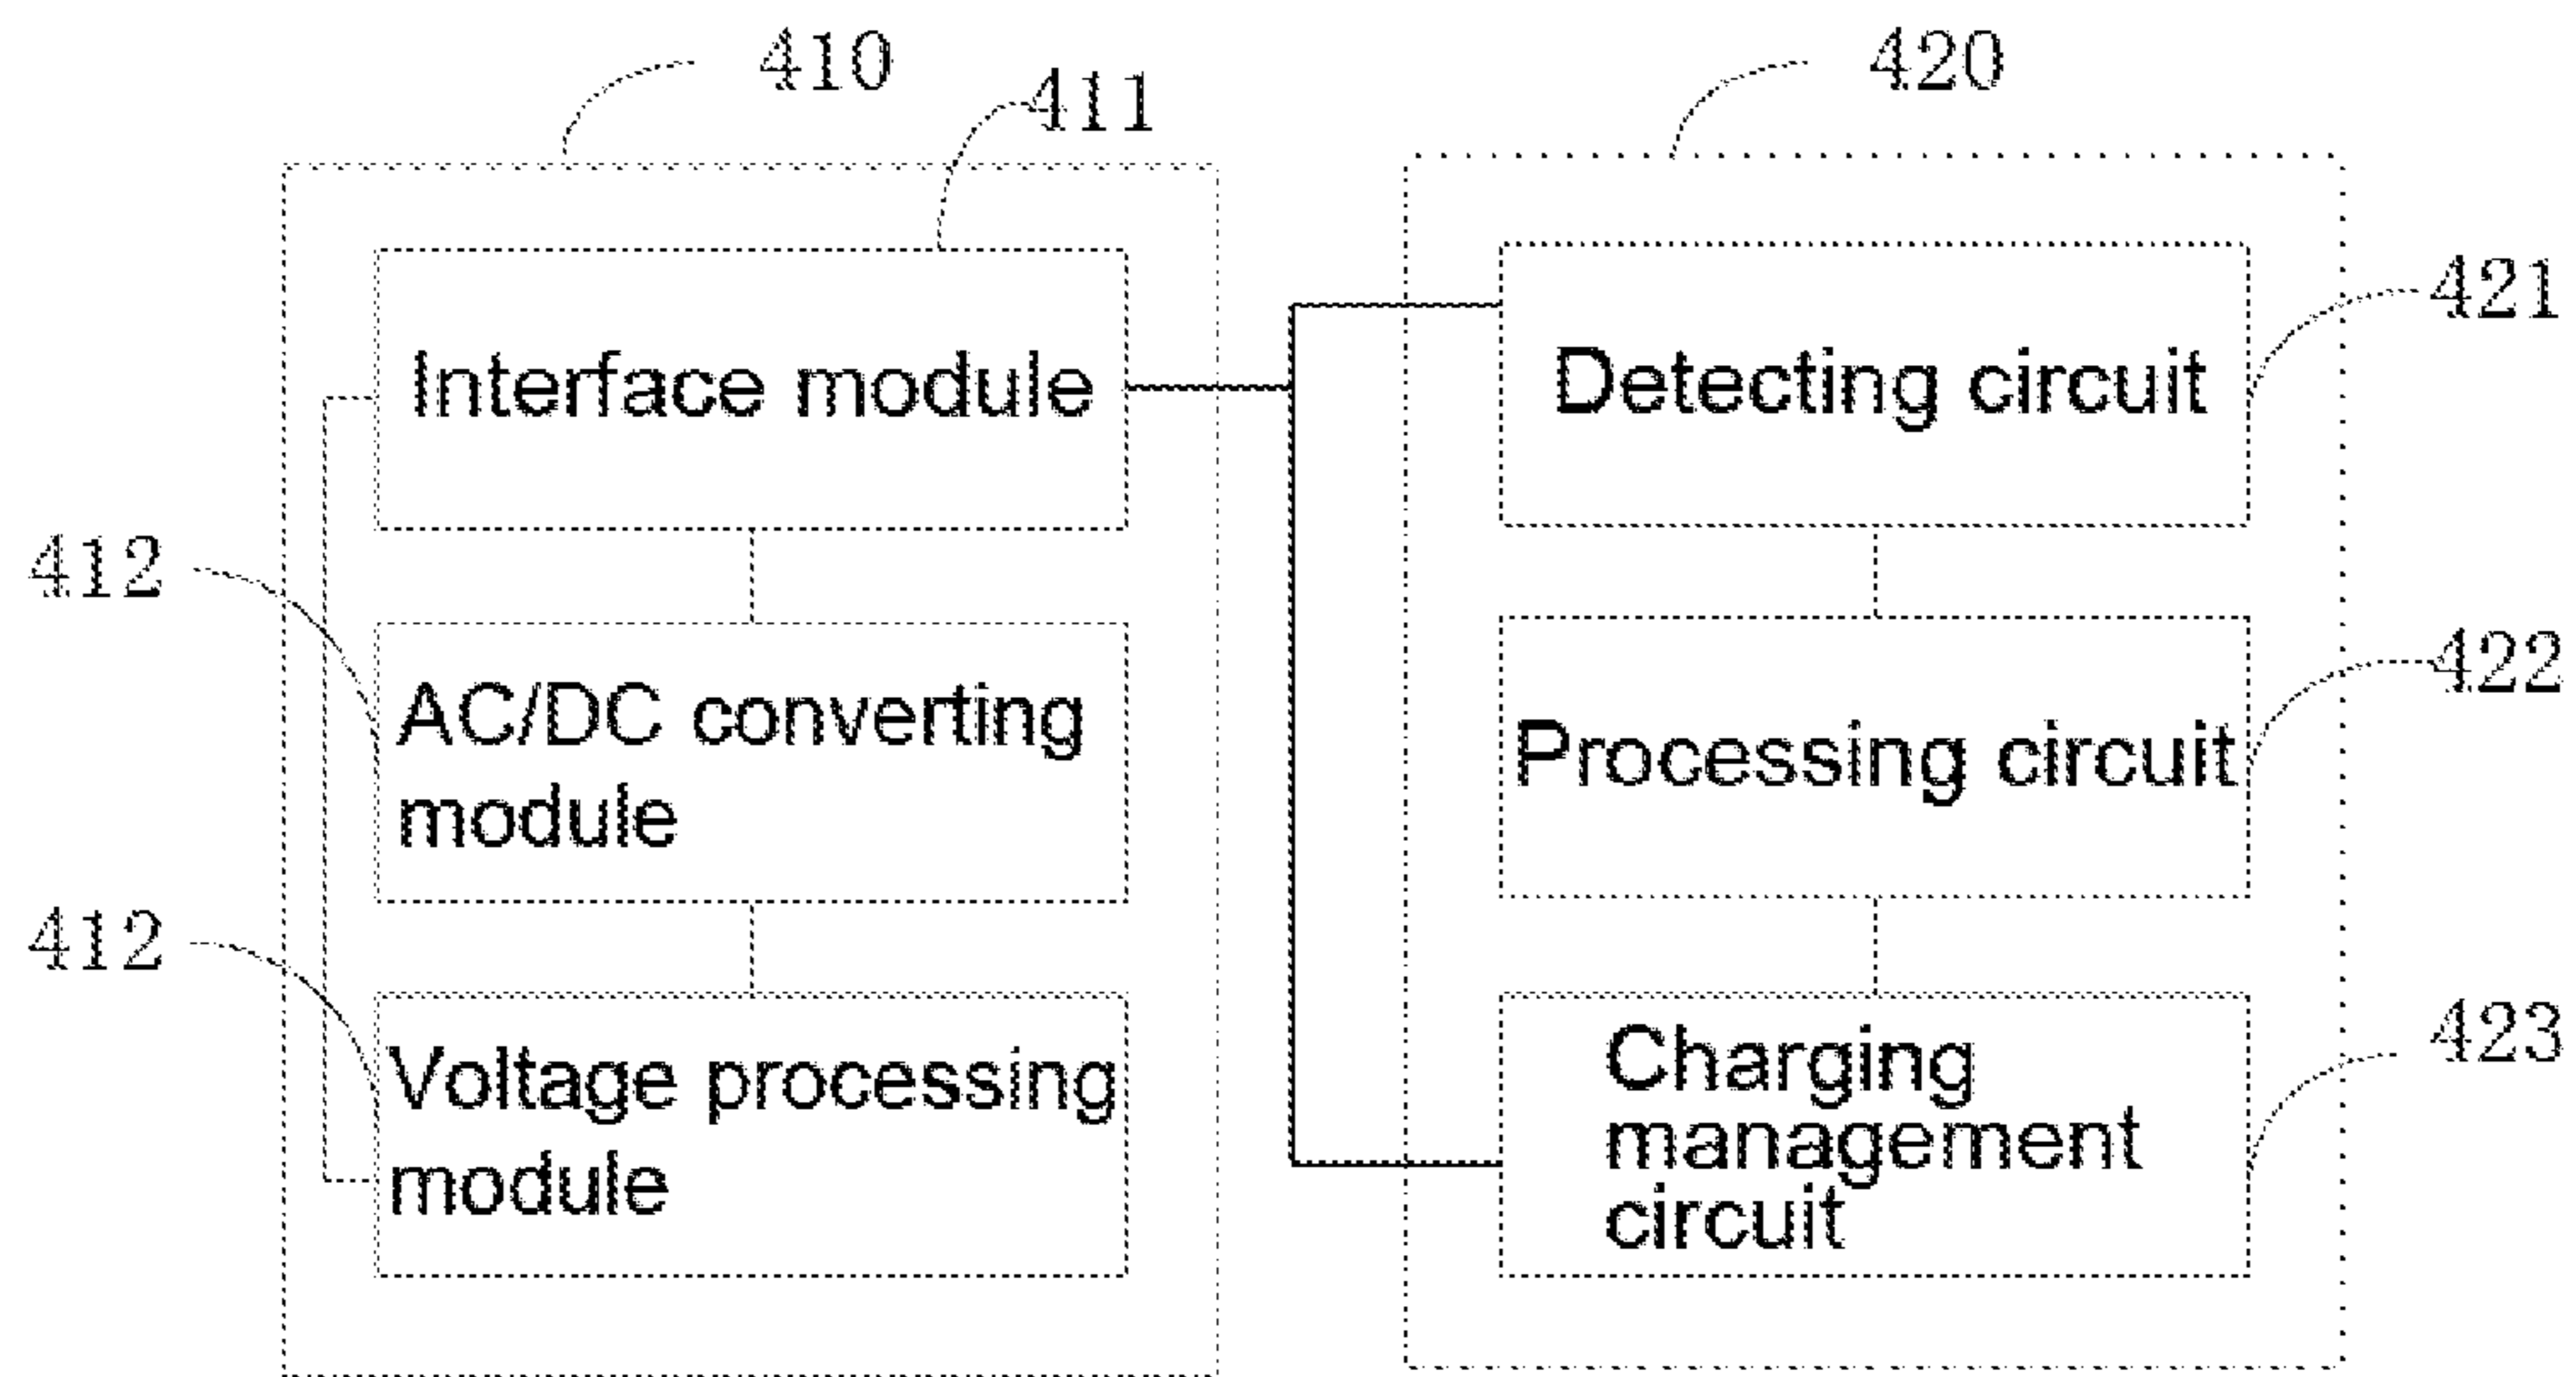 410
411
420
Interface module
Detecting circuit
421
412
AC/DC converting
module
Processing circuit
422
412
Voltage processing
module
Charging
management
circuit
423